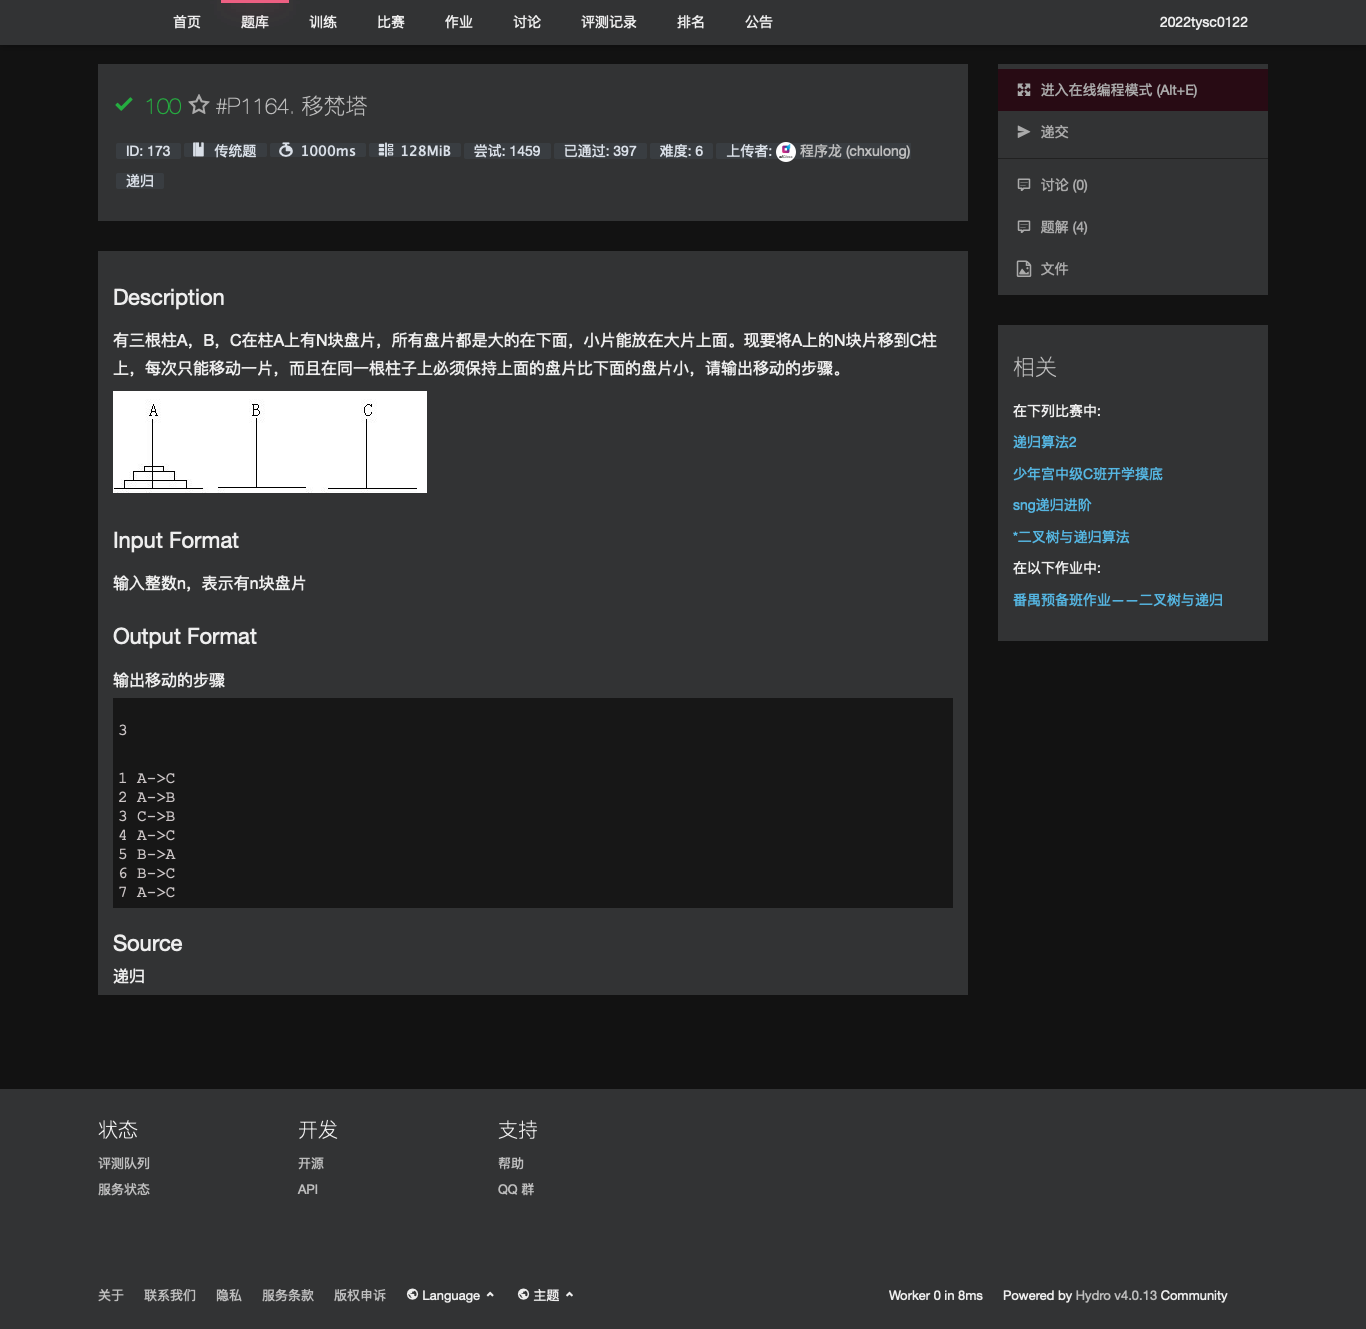 首页 题库 训练 比赛 作业 讨论 评测记录 排名 公告 2022tysc0122
100 #P1164. 移梵塔
ID: 173 传统题 1000ms 128MiB 尝试: 1459 已通过: 397 难度: 6 上传者: 程序龙 (chxulong)
递归
Description
有三根柱A，B，C在柱A上有N块盘片，所有盘片都是大的在下面，小片能放在大片上面。现要将A上的N块片移到C柱
上，每次只能移动一片，而且在同一根柱子上必须保持上面的盘片比下面的盘片小，请输出移动的步骤。
A B C
Input Format
输入整数n，表示有n块盘片
Output Format
输出移动的步骤
3
1 A->C
2 A->B
3 C->B
4 A->C
5 B->A
6 B->C
7 A->C
Source
递归
进入在线编程模式 (Alt+E)
递交
讨论 (0)
题解 (4)
文件
相关
在下列比赛中:
递归算法2
少年宫中级C班开学摸底
sng递归进阶
*二叉树与递归算法
在以下作业中:
番禺预备班作业——二叉树与递归
状态
评测队列
服务状态
开发
开源
API
支持
帮助
QQ 群
关于 联系我们 隐私 服务条款 版权申诉 Language 主题 Worker 0 in 8ms Powered by Hydro v4.0.13 Community